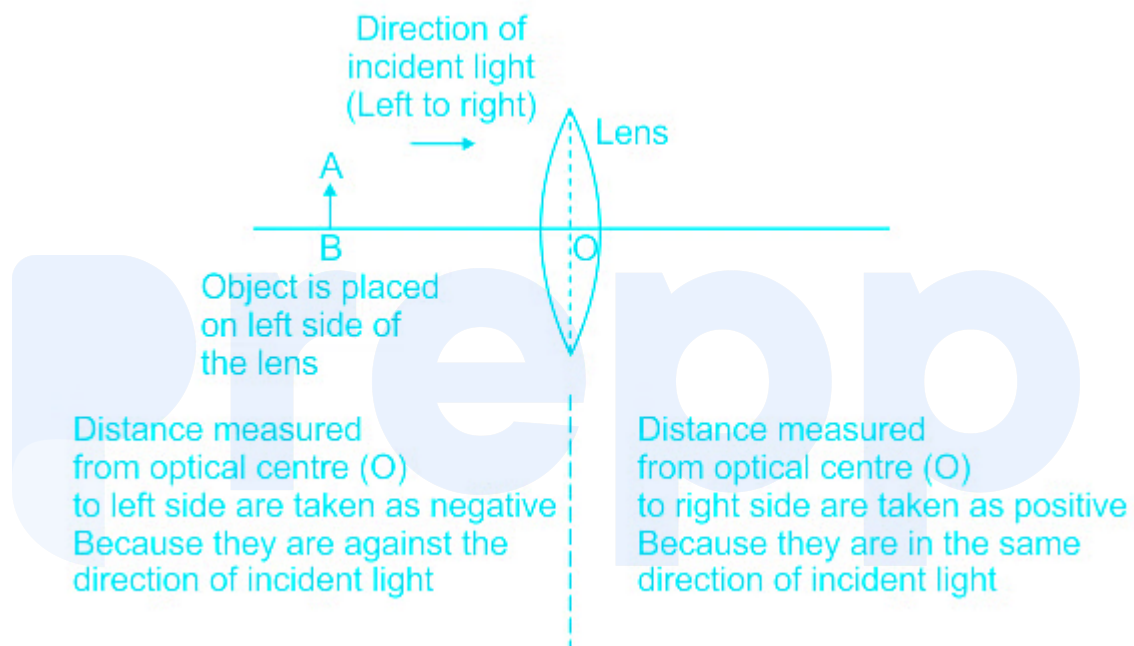 Direction of
incident light
(Left to right)
Lens
A
B
O
Object is placed
on left side of
the lens
Distance measured
from optical centre (O)
to left side are taken as negative
Because they are against the
direction of incident light
Distance measured
from optical centre (O)
to right side are taken as positive
Because they are in the same
direction of incident light
prepp